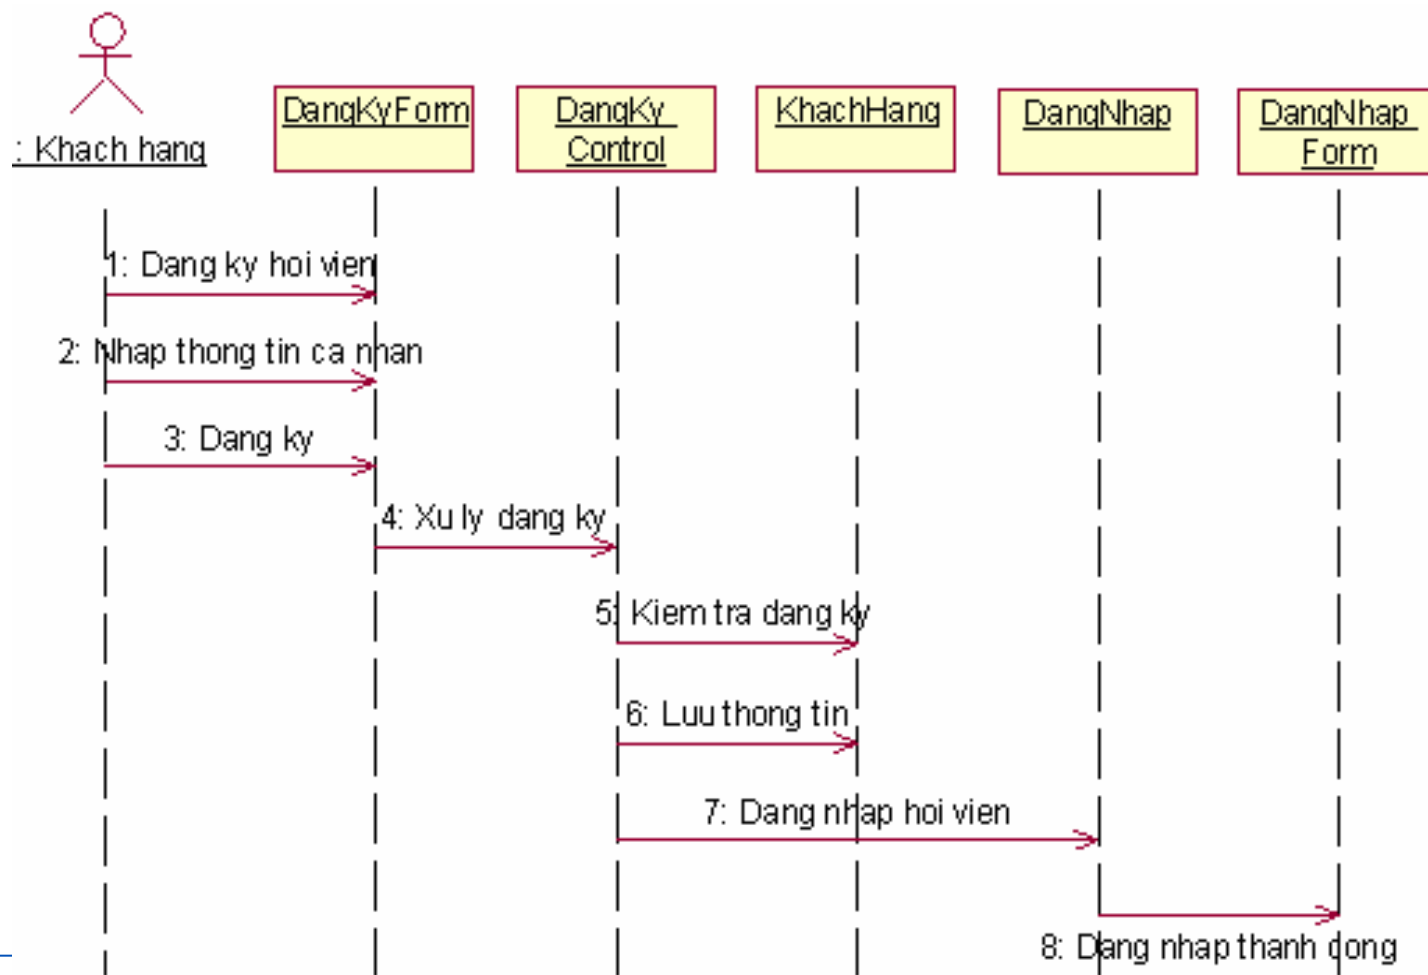 : Khach hang
DangKyForm
DangKy
Control
KhachHang
DangNhap
DangNhap
Form
1: Dang ky hoi vien
2: Nhap thong tin ca nhan
3: Dang ky
4: Xu ly dang ky
5: Kiem tra dang ky
6: Luu thong tin
7: Dang nhap hoi vien
8: Dang nhap thanh cong